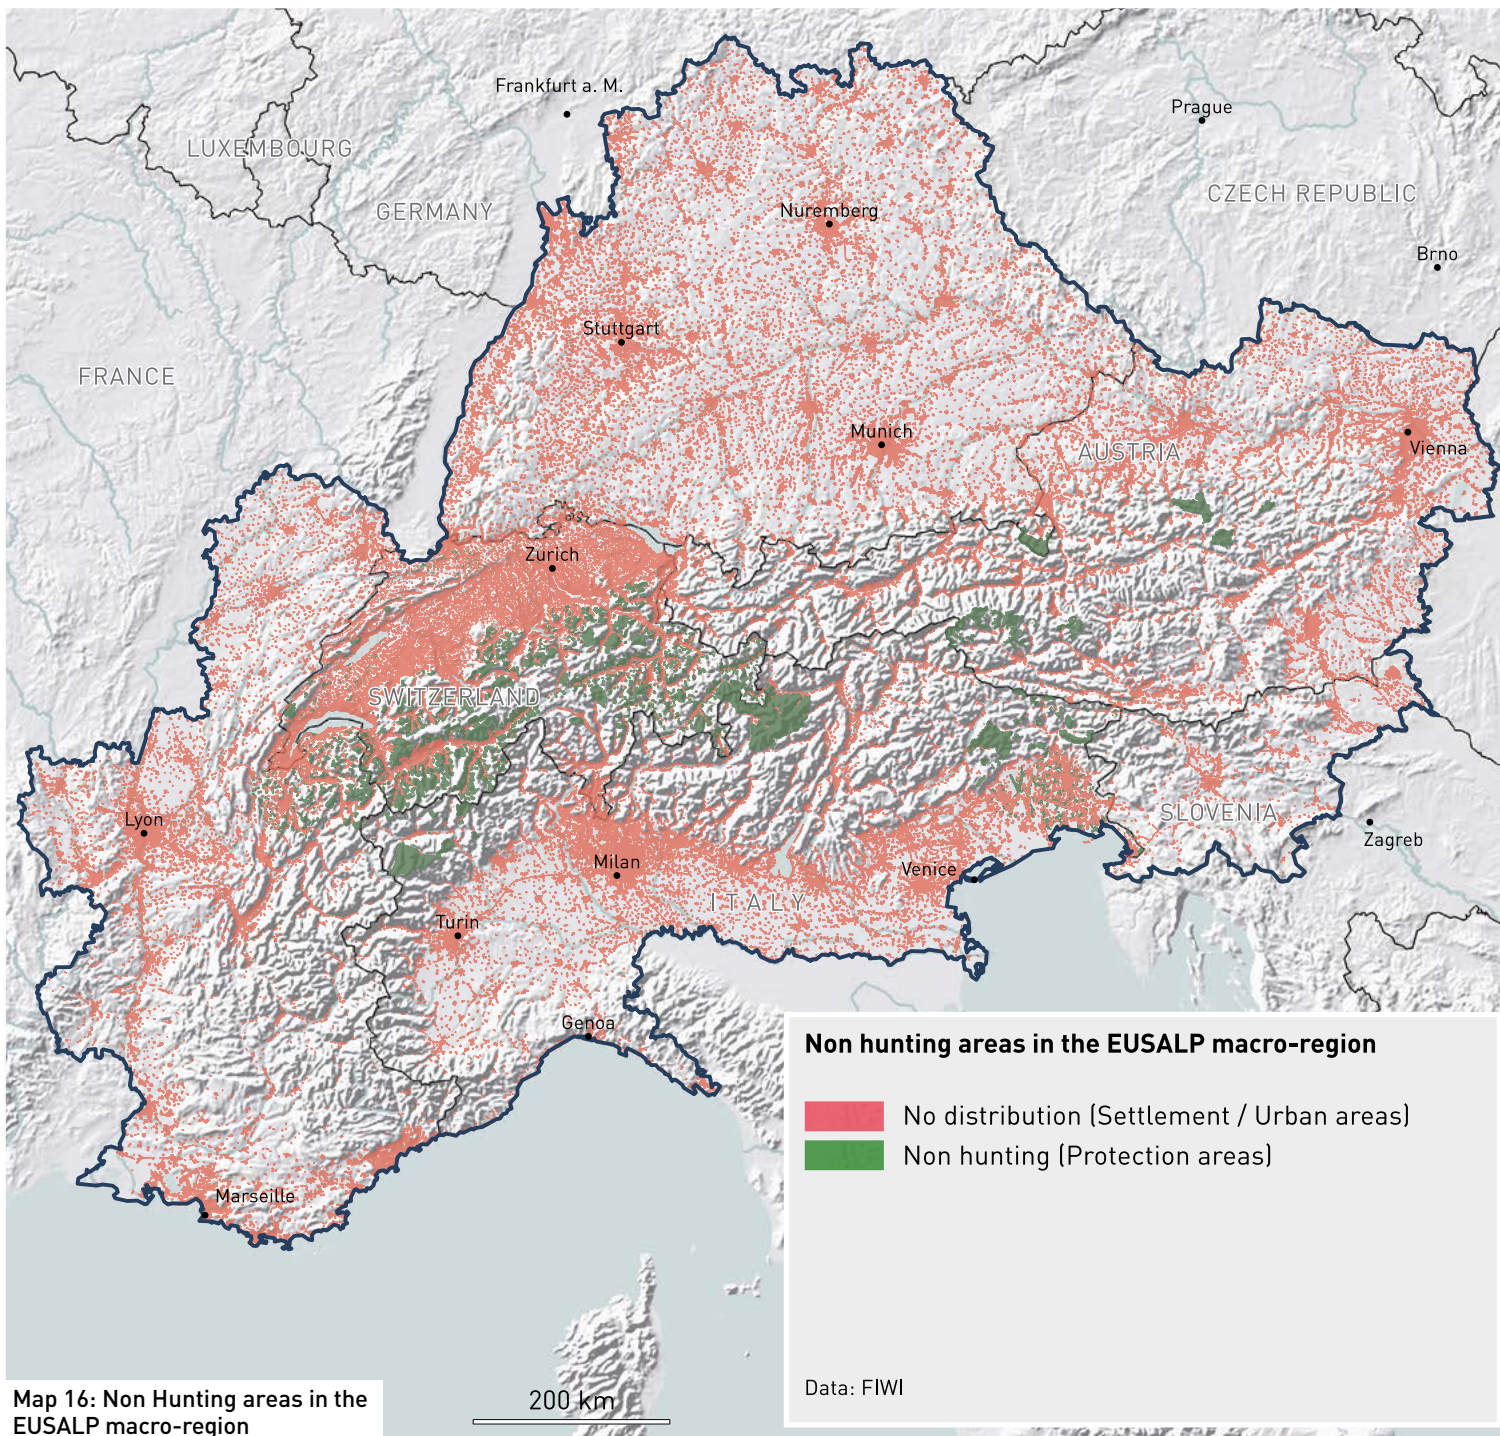 Frankfurt a. M.
Prague
LUXEMBOURG
CZECH REPUBLIC
GERMANY
Nuremberg
Brno
Stuttgart
FRANCE
Munich
AUSTRIA
Vienna
Zurich
SWITZERLAND
Lyon
SLOVENIA
Zagreb
Milan
Venice
ITALY
Turin
Genoa
Marseille
Non hunting areas in the EUSALP macro-region
No distribution (Settlement / Urban areas)
Non hunting (Protection areas)
Data: FIWI
200 km
Map 16: Non Hunting areas in the
EUSALP macro-region